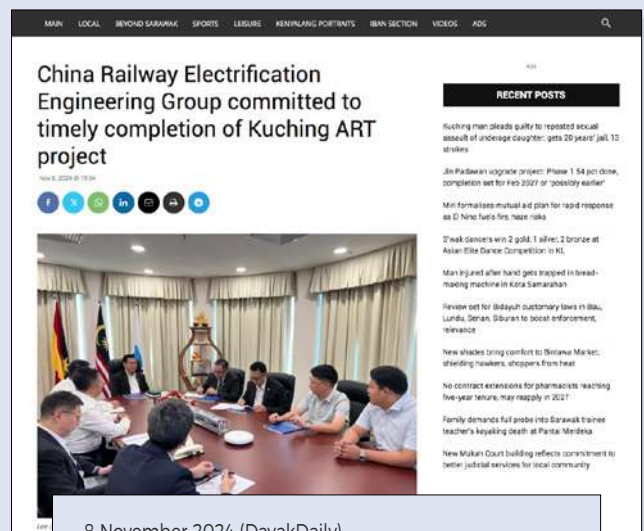 MAIN LOCAL BEYOND SARAWAK SPORTS LEISURE KENYALANG PORTRAITS IBAN SECTION VIDEOS ADS
China Railway Electrification
Engineering Group committed to
timely completion of Kuching ART
project
Nov 8, 2024 @ 15:04
ADS
RECENT POSTS
Kuching man pleads guilty to repeated sexual
assault of underage daughter, gets 20 years' jail, 13
strokes
Jln Padawan upgrade project: Phase 1 54 pct done,
completion set for Feb 2027 or 'possibly earlier'
Miri formalises mutual aid plan for rapid response
as El Nino fuels fire, haze risks
S'wak dancers win 2 gold, 1 silver, 2 bronze at
Asian Elite Dance Competition in KL
Man injured after hand gets trapped in bread-
making machine in Kota Samarahan
Review set for Bidayuh customary laws in Bau,
Lundu, Serian, Siburan to boost enforcement,
relevance
New shades bring comfort to Bintawa Market,
shielding hawkers, shoppers from heat
No contract extensions for pharmacists reaching
five-year tenure, may reapply in 2027
Family demands full probe into Sarawak trainee
teacher's kayaking death at Pantai Merdeka
New Mukah Court building reflects commitment to
better judicial services for local community
Lee
8 November 2024 (DayakDaily)